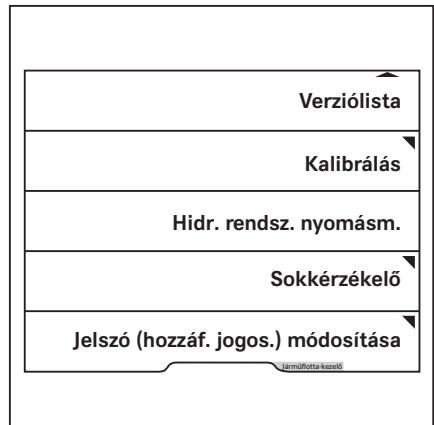 Verziólista
Kalibrálás
Hidr. rendsz. nyomásm.
Sokkérzékelő
Jelszó (hozzáf. jogos.) módosítása
Járműflotta-kezelő